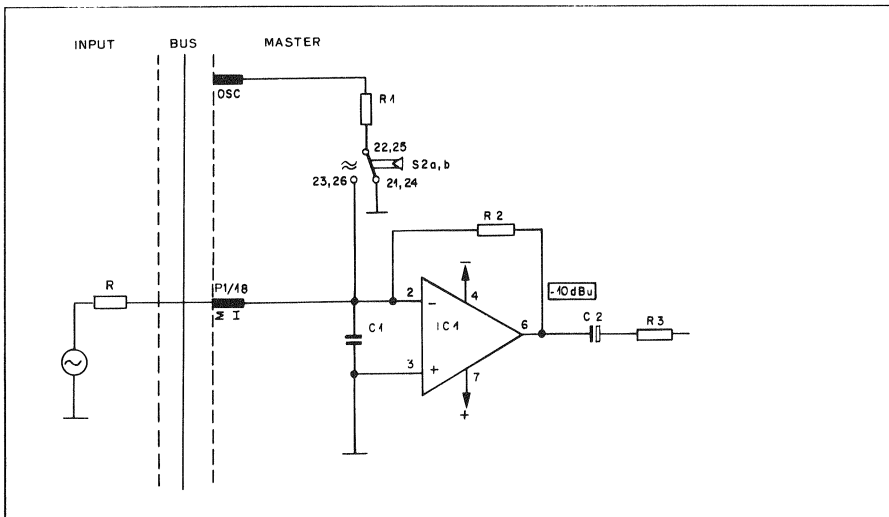 INPUT BUS MASTER
OSC
R1
22,25
≈ S2a,b
23,26 21,24
R2
R P1/18
M I
2 − 4 -10dBu
C1 IC1 6 C2 R3
3 + 7
+